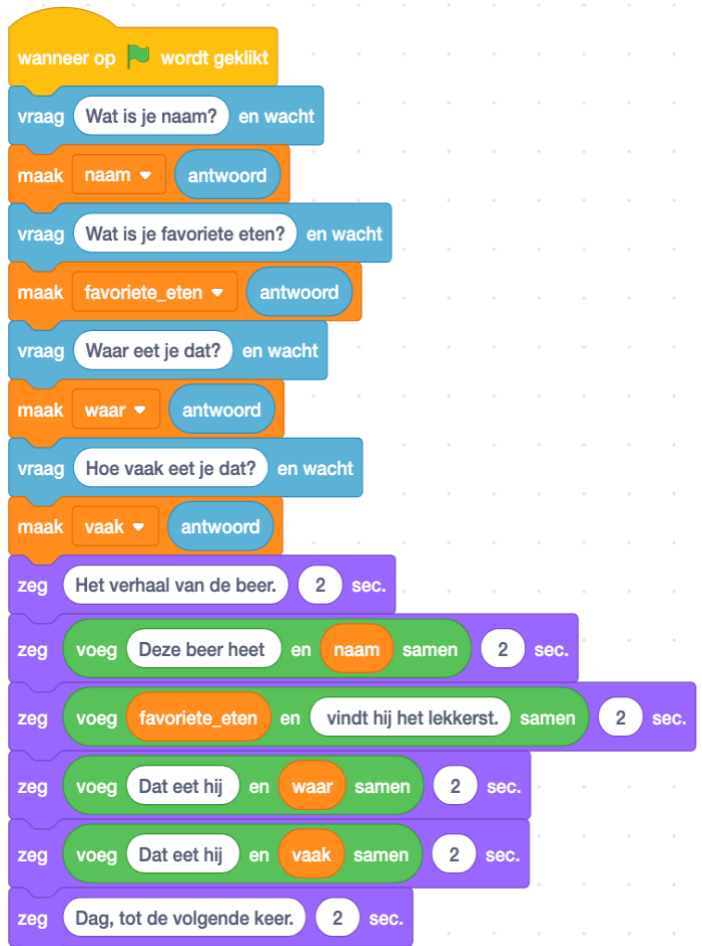 wanneer op wordt geklikt
vraag Wat is je naam? en wacht
maak naam antwoord
vraag Wat is je favoriete eten? en wacht
maak favoriete_eten antwoord
vraag Waar eet je dat? en wacht
maak waar antwoord
vraag Hoe vaak eet je dat? en wacht
maak vaak antwoord
zeg Het verhaal van de beer. 2 sec.
zeg voeg Deze beer heet en naam samen 2 sec.
zeg voeg favoriete_eten en vindt hij het lekkerst. samen 2 sec.
zeg voeg Dat eet hij en waar samen 2 sec.
zeg voeg Dat eet hij en vaak samen 2 sec.
zeg Dag, tot de volgende keer. 2 sec.